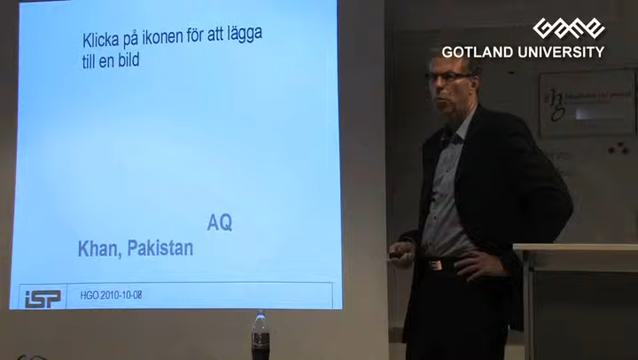 GAME
GOTLAND UNIVERSITY
Klicka på ikonen för att lägga
till en bild
AQ
Khan, Pakistan
iSP
HGO 2010-10-08